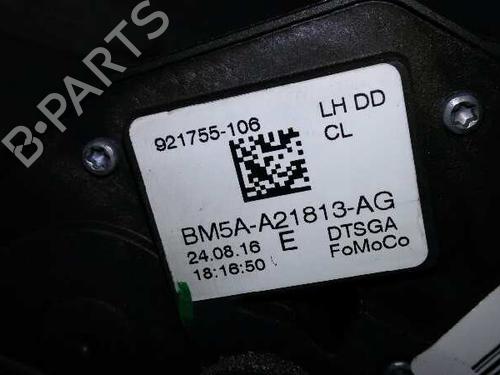 B-PARTS
921755-106
LH DD
CL
BM5A-A21813-AG
24.08.16
E
DTSGA
18:16:50
FoMoCo